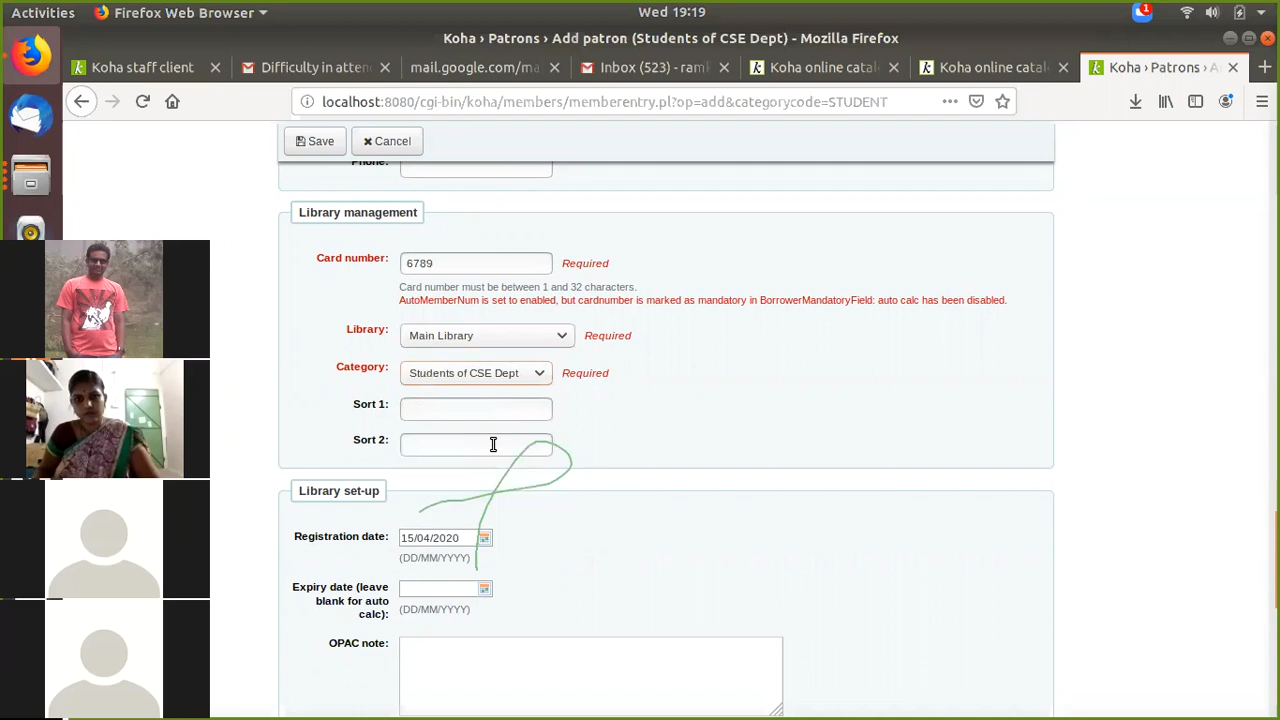 Activities Firefox Web Browser Wed 19:19 1
Koha › Patrons › Add patron (Students of CSE Dept) - Mozilla Firefox
Koha staff client Difficulty in atten mail.google.com/ma Inbox (523) - ram Koha online catal Koha online catal Koha › Patrons › A
localhost:8080/cgi-bin/koha/members/memberentry.pl?op=add&categorycode=STUDENT
Save Cancel
Phone:
Library management
Card number: 6789 Required
Card number must be between 1 and 32 characters.
AutoMemberNum is set to enabled, but cardnumber is marked as mandatory in BorrowerMandatoryField: auto calc has been disabled.
Library: Main Library Required
Category: Students of CSE Dept Required
Sort 1:
Sort 2:
Library set-up
Registration date: 15/04/2020
(DD/MM/YYYY)
Expiry date (leave
blank for auto
calc):
(DD/MM/YYYY)
OPAC note: